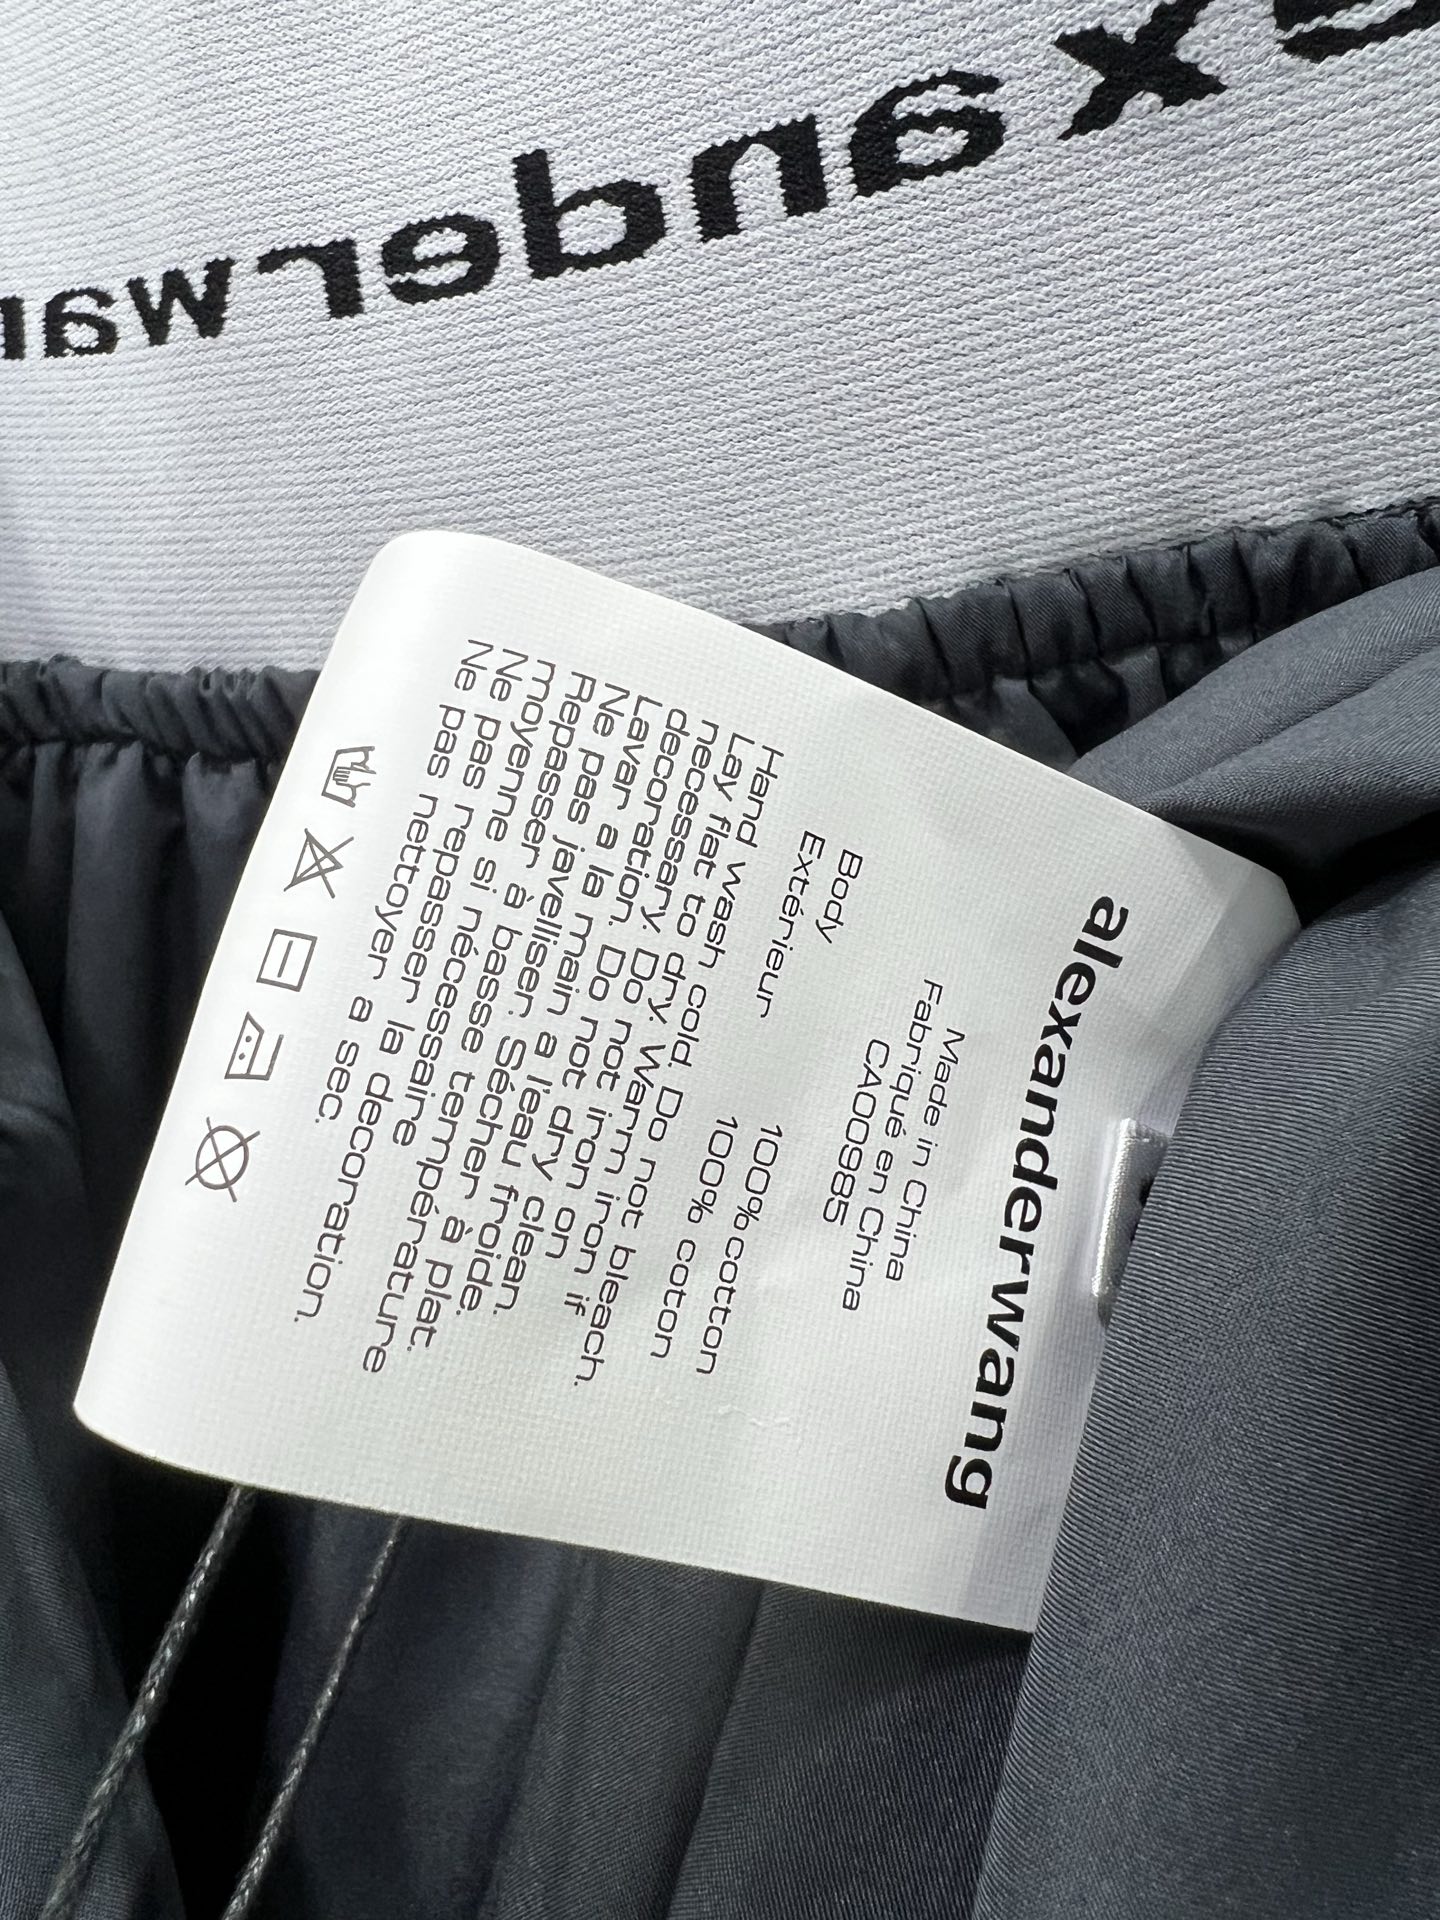 alexander wan
alexanderwang
Made in China
Fabriqué en China
CA00985
Body 100%cotton
Extérieur 100% coton
Hand wash cold. Do not bleach.
Lay flat to dry. Warm iron if
necessary. Do not iron on
decoration. Do not dry clean.
Lavar a la main a l'eau froide.
Ne pas javelliser. Sécher à plat.
Repasser à basse température
moyenne si nécessaire
Ne pas repasser la decoration.
Ne pas nettoyer a sec.